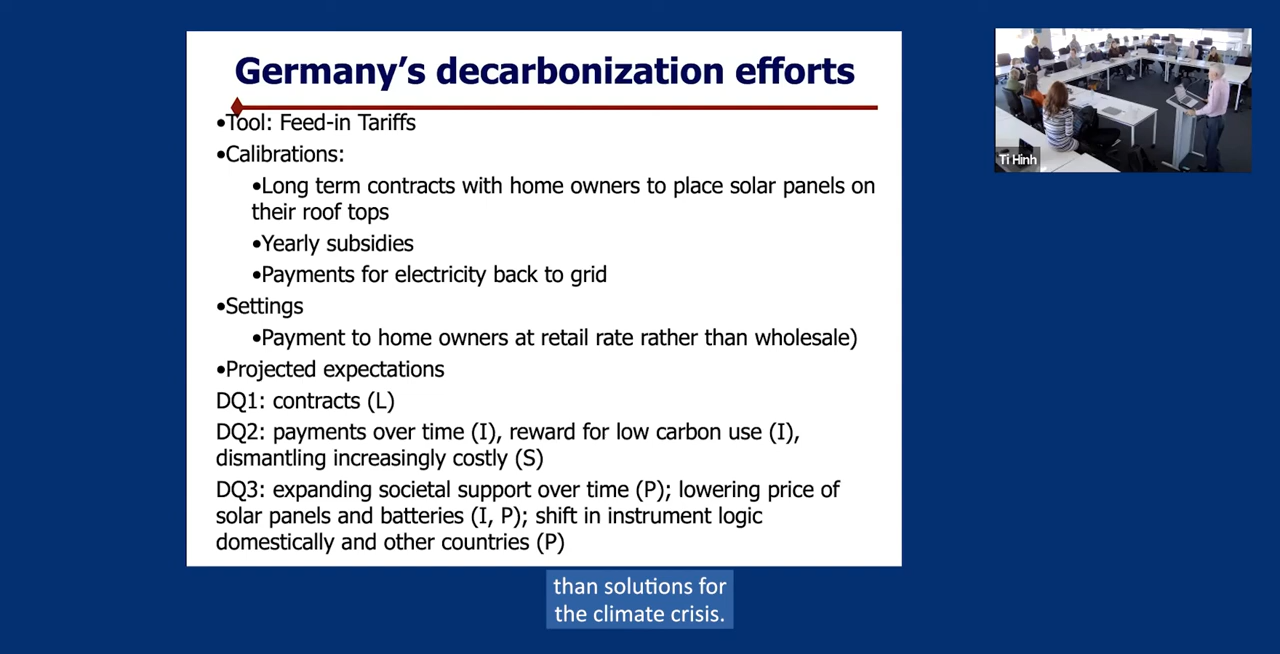 Germany's decarbonization efforts
•Tool: Feed-in Tariffs
•Calibrations:
•Long term contracts with home owners to place solar panels on
their roof tops
•Yearly subsidies
•Payments for electricity back to grid
•Settings
•Payment to home owners at retail rate rather than wholesale)
•Projected expectations
DQ1: contracts (L)
DQ2: payments over time (I), reward for low carbon use (I),
dismantling increasingly costly (S)
DQ3: expanding societal support over time (P); lowering price of
solar panels and batteries (I, P); shift in instrument logic
domestically and other countries (P)
Ti Hinh
than solutions for
the climate crisis.